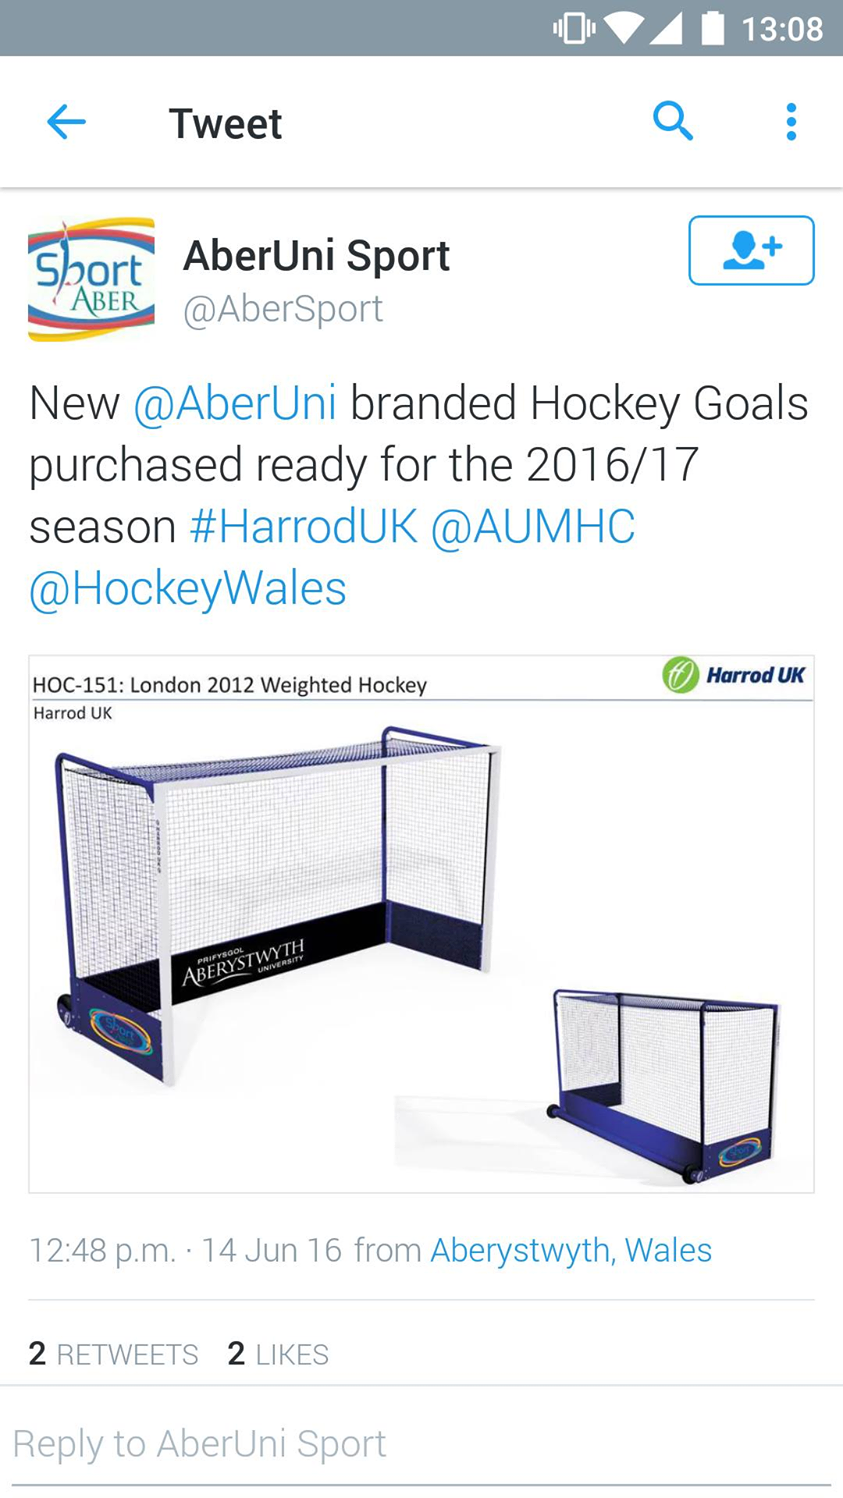 13:08
Tweet
Sport
ABER
AberUni Sport
@AberSport
New @AberUni branded Hockey Goals
purchased ready for the 2016/17
season #HarrodUK @AUMHC
@HockeyWales
HOC-151: London 2012 Weighted Hockey
Harrod UK
Harrod UK
PRIFYSGOL
ABERYSTWYTH
UNIVERSITY
Sport
Sport
12:48 p.m. · 14 Jun 16 from Aberystwyth, Wales
2 RETWEETS 2 LIKES
Reply to AberUni Sport